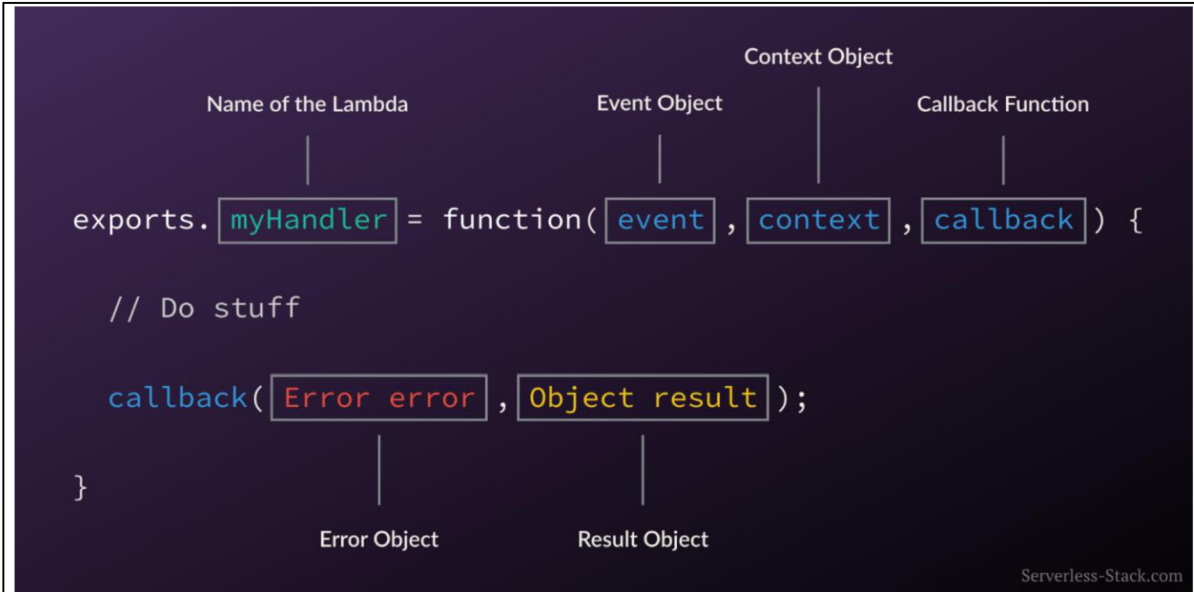 Context Object
Name of the Lambda Event Object Callback Function
exports. myHandler = function( event , context , callback ) {
// Do stuff
callback( Error error , Object result );
}
Error Object Result Object
Serverless-Stack.com